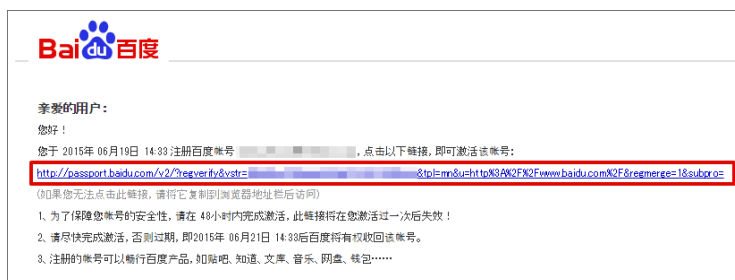 Bai du 百度
亲爱的用户：
您好！
您于 2015年 06月19日 14:33 注册百度帐号 ，点击以下链接，即可激活该帐号：
http://passport.baidu.com/v2/?regverify&vstr= &tpl=mn&u=http%3A%2F%2Fwww.baidu.com%2F&regmerge=1&subpro=
(如果您无法点击此链接，请将它复制到浏览器地址栏后访问)
1、为了保障您帐号的安全性，请在 48小时内完成激活，此链接将在您激活过一次后失效！
2、请尽快完成激活，否则过期，即2015年 06月21日 14:33后百度将有权收回该帐号。
3、注册的帐号可以畅行百度产品，如贴吧、知道、文库、音乐、网盘、钱包……